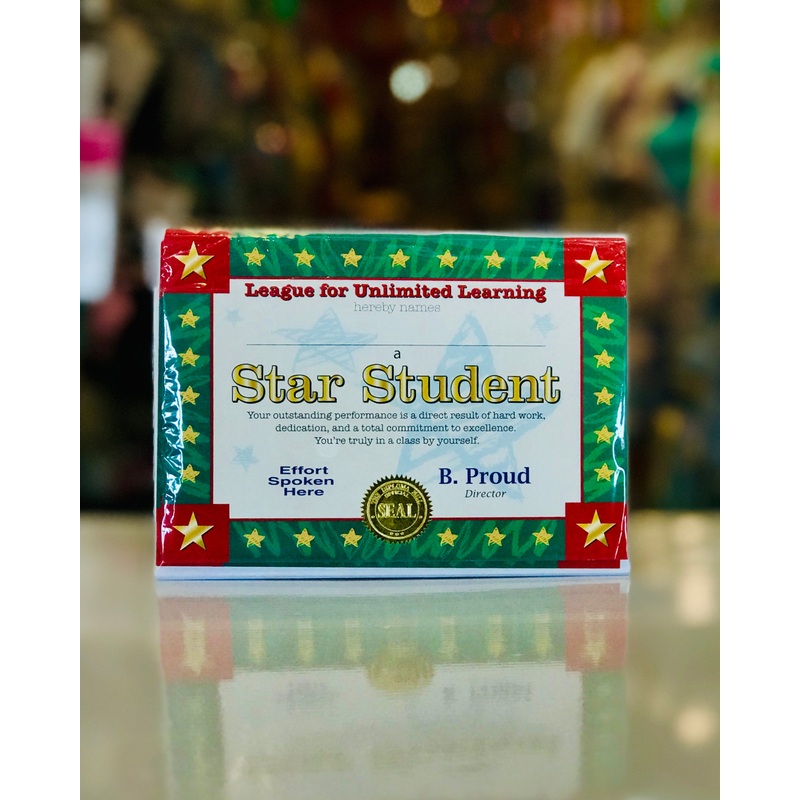 League for Unlimited Learning
hereby names
a
Star Student
Your outstanding performance is a direct result of hard work,
dedication, and a total commitment to excellence.
You're truly in a class by yourself.
Effort
Spoken
Here
B. Proud
Director
SEAL